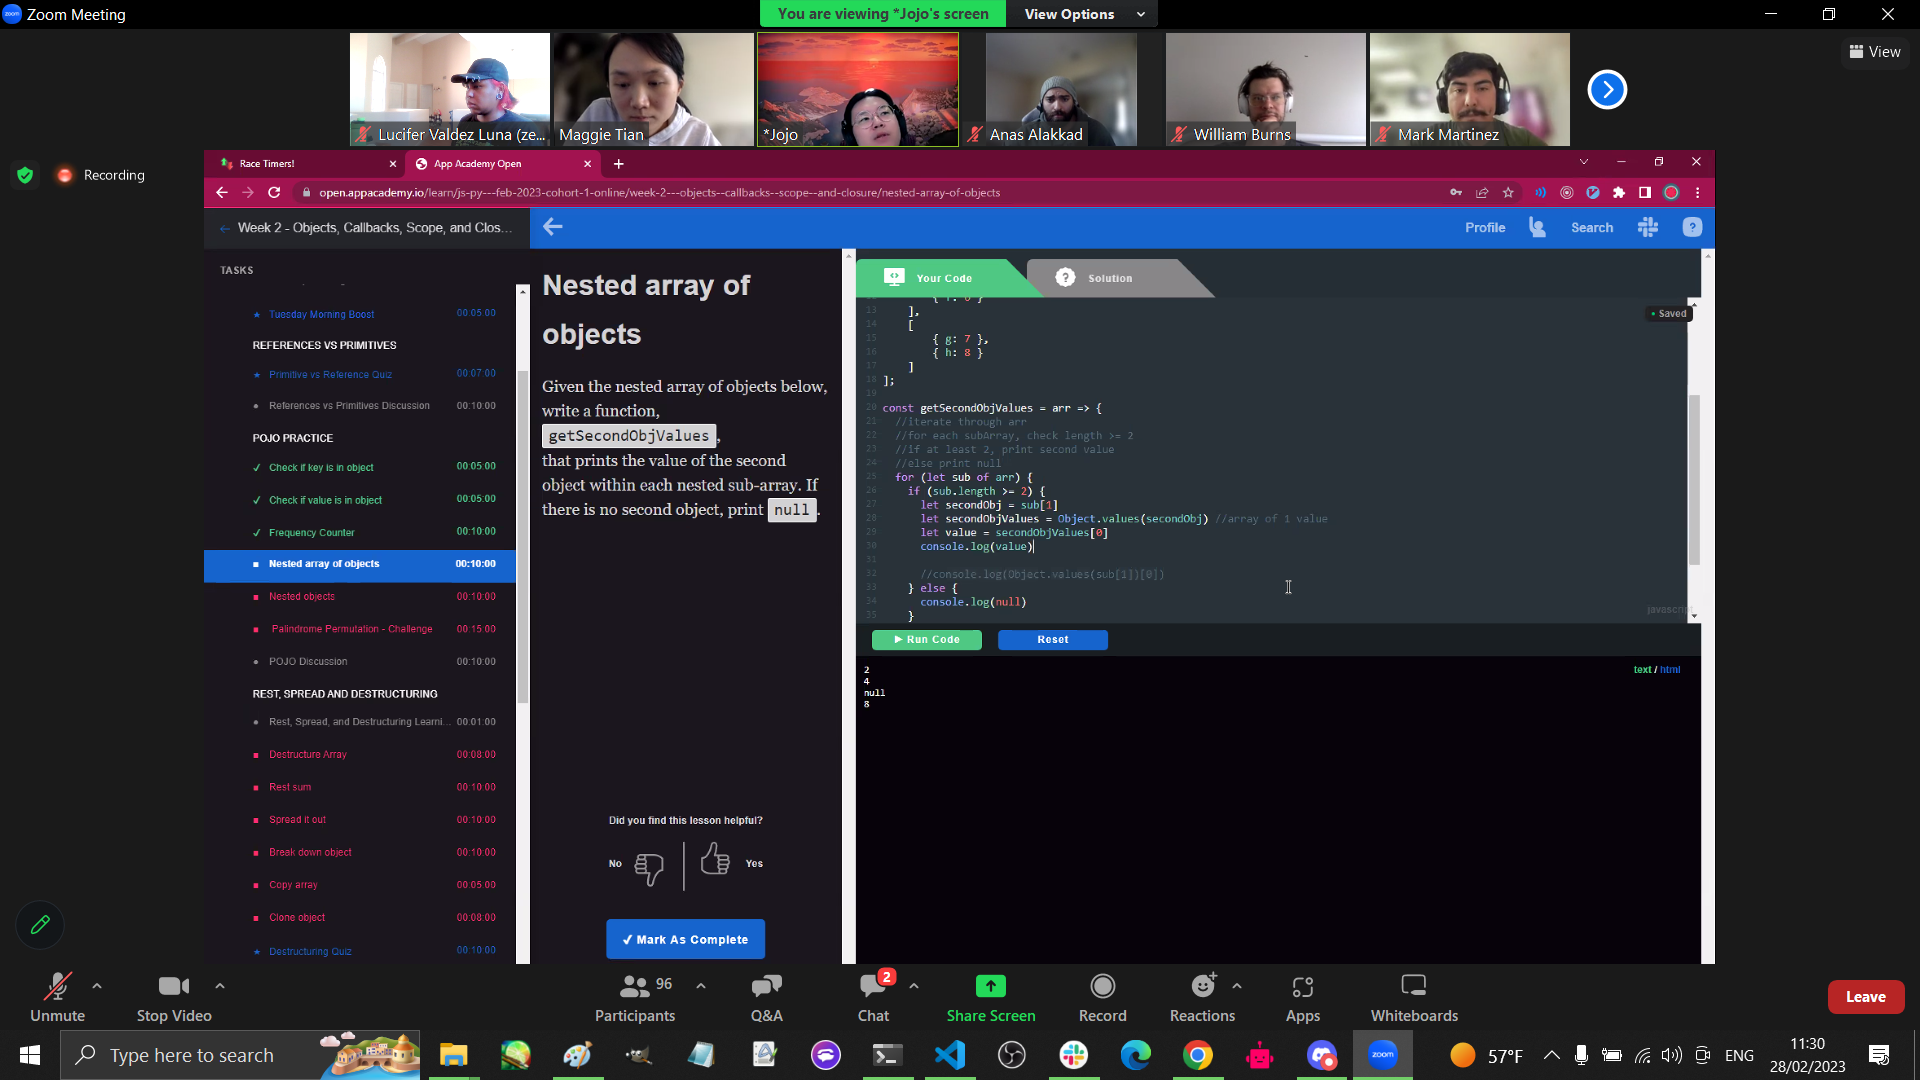 Zoom Meeting
You are viewing *Jojo's screen
View Options
View
Lucifer Valdez Luna (ze...
Maggie Tian
*Jojo
Anas Alakkad
William Burns
Mark Martinez
Recording
Race Timers!
App Academy Open
open.appacademy.io/learn/js-py---feb-2023-cohort-1-online/week-2---objects--callbacks--scope--and-closure/nested-array-of-objects
Week 2 - Objects, Callbacks, Scope, and Clos...
Profile
Search
TASKS
Tuesday Morning Boost 00:05:00
REFERENCES VS PRIMITIVES
Primitive vs Reference Quiz 00:07:00
References vs Primitives Discussion 00:10:00
POJO PRACTICE
Check if key is in object 00:05:00
Check if value is in object 00:05:00
Frequency Counter 00:10:00
Nested array of objects 00:10:00
Nested objects 00:10:00
Palindrome Permutation - Challenge 00:15:00
POJO Discussion 00:10:00
REST, SPREAD AND DESTRUCTURING
Rest, Spread, and Destructuring Learni... 00:01:00
Destructure Array 00:08:00
Rest sum 00:10:00
Spread it out 00:10:00
Break down object 00:10:00
Copy array 00:05:00
Clone object 00:08:00
Destructuring Quiz 00:10:00
Nested array of
objects
Given the nested array of objects below,
write a function,
getSecondObjValues,
that prints the value of the second
object within each nested sub-array. If
there is no second object, print null.
Did you find this lesson helpful?
No
Yes
✓ Mark As Complete
Your Code
Solution
Saved
13 ],
14 [
15 { g: 7 },
16 { h: 8 }
17 ]
18 ];
19
20 const getSecondObjValues = arr => {
21 //iterate through arr
22 //for each subArray, check length >= 2
23 //if at least 2, print second value
24 //else print null
25 for (let sub of arr) {
26 if (sub.length >= 2) {
27 let secondObj = sub[1]
28 let secondObjValues = Object.values(secondObj) //array of 1 value
29 let value = secondObjValues[0]
30 console.log(value)
31
32 //console.log(Object.values(sub[1])[0])
33 } else {
34 console.log(null)
35 }
javascript
Run Code
Reset
text / html
2
4
null
8
Unmute
Stop Video
96
Participants
Q&A
2
Chat
Share Screen
Record
Reactions
Apps
Whiteboards
Leave
Type here to search
zoom
57°F
ENG
11:30
28/02/2023